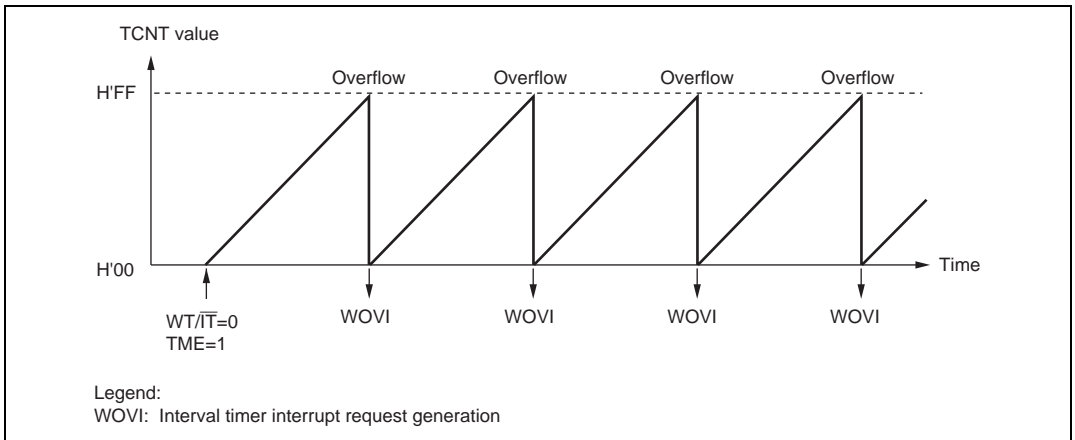 TCNT value
Overflow Overflow Overflow Overflow
H'FF
H'00
Time
WT/I̅T̅=0
TME=1
WOVI WOVI WOVI WOVI
Legend:
WOVI: Interval timer interrupt request generation